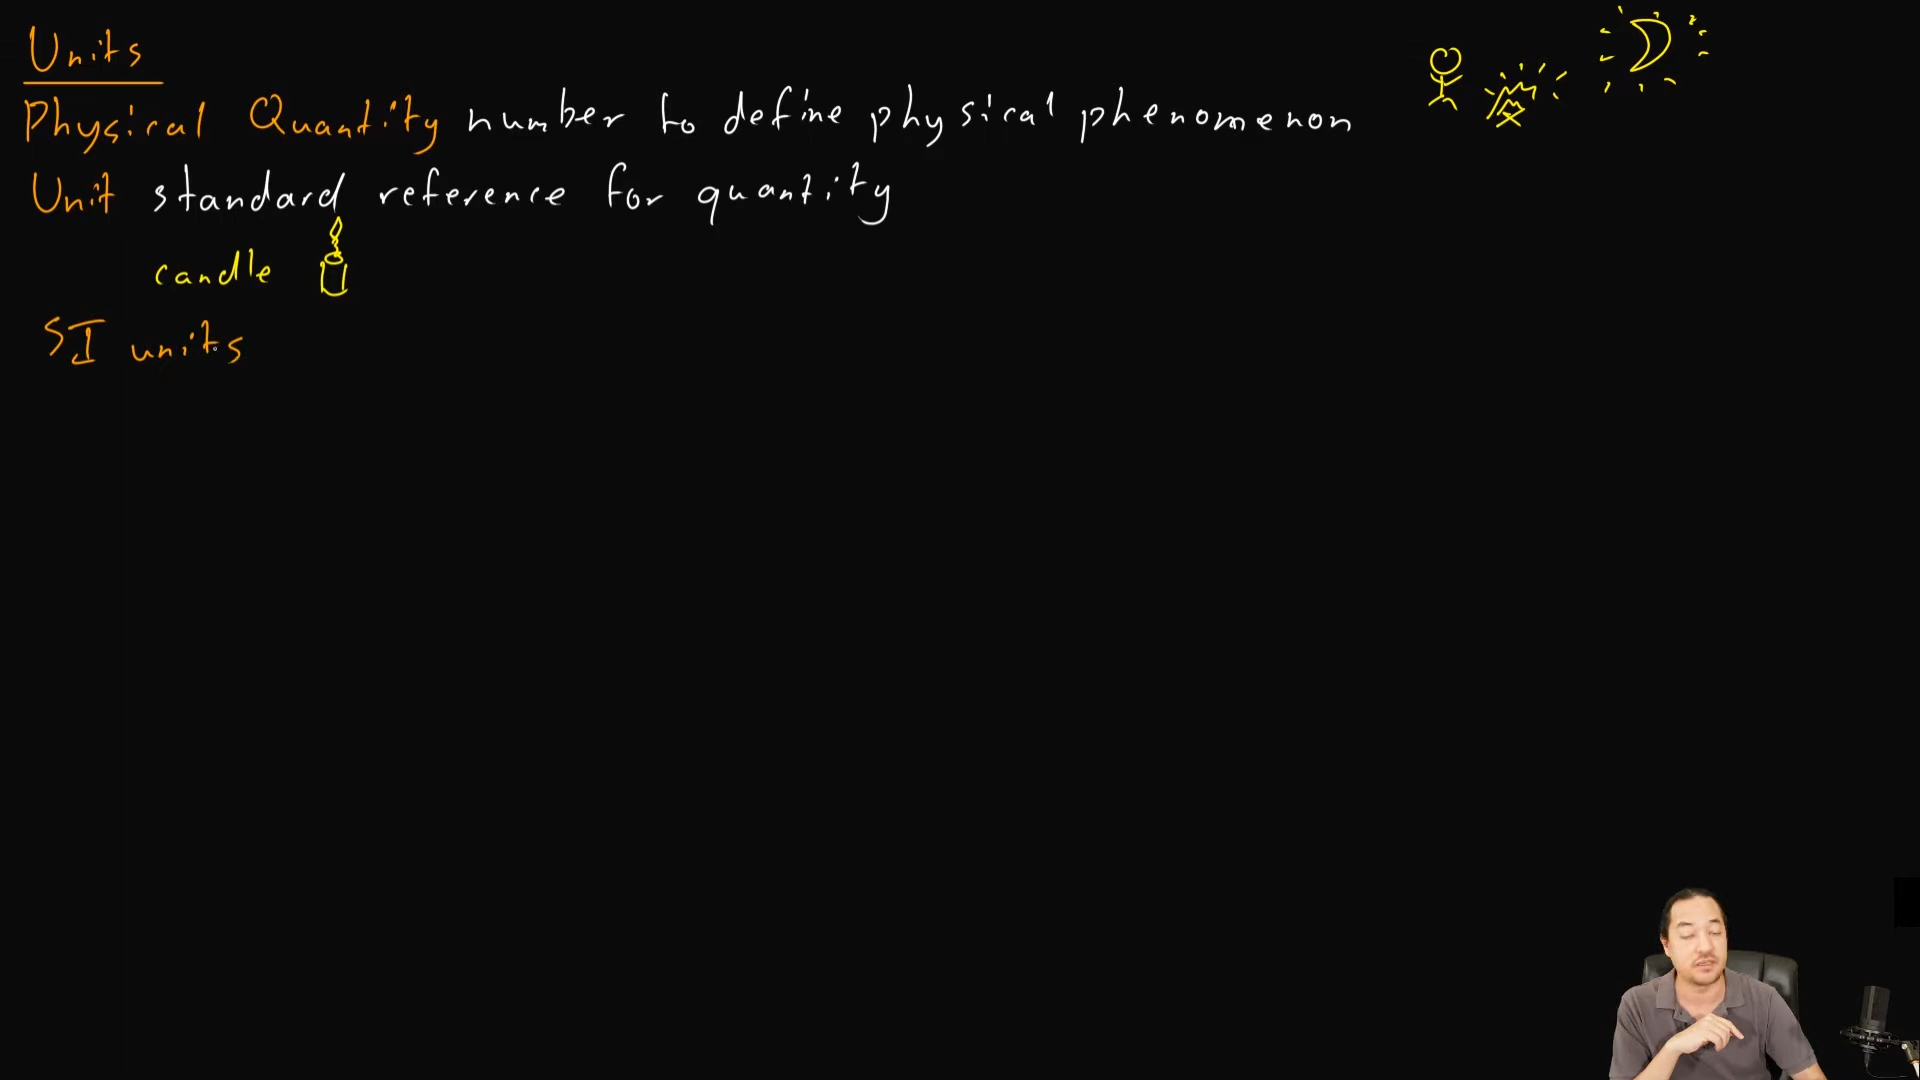 Units
Physical Quantity number to define physical phenomenon
Unit standard reference for quantity
candle
SI units